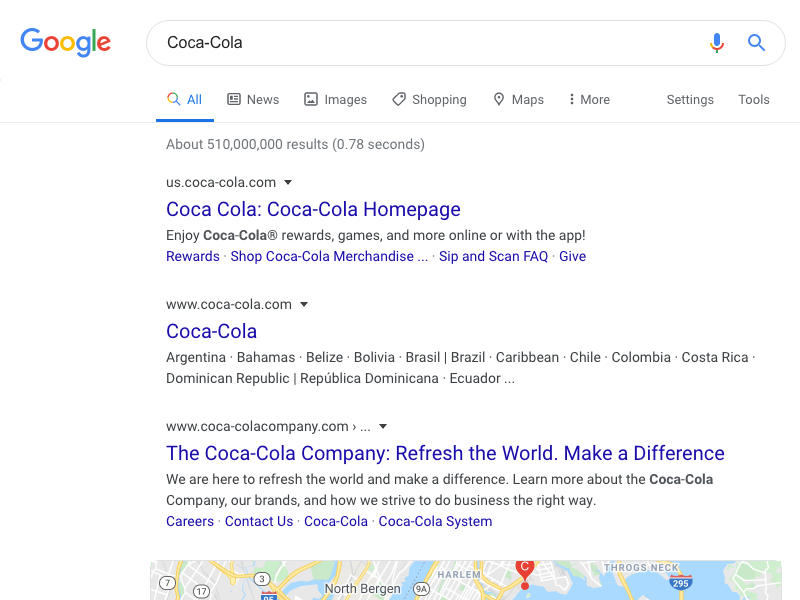 Google
Coca-Cola
All News Images Shopping Maps More Settings Tools
About 510,000,000 results (0.78 seconds)
us.coca-cola.com
Coca Cola: Coca-Cola Homepage
Enjoy Coca-Cola® rewards, games, and more online or with the app!
Rewards · Shop Coca-Cola Merchandise ... · Sip and Scan FAQ · Give
www.coca-cola.com
Coca-Cola
Argentina · Bahamas · Belize · Bolivia · Brasil | Brazil · Caribbean · Chile · Colombia · Costa Rica ·
Dominican Republic | República Dominicana · Ecuador ...
www.coca-colacompany.com › ...
The Coca-Cola Company: Refresh the World. Make a Difference
We are here to refresh the world and make a difference. Learn more about the Coca-Cola
Company, our brands, and how we strive to do business the right way.
Careers · Contact Us · Coca-Cola · Coca-Cola System
C
THROGS NECK
HARLEM
7 3 295
17 North Bergen 9A
95